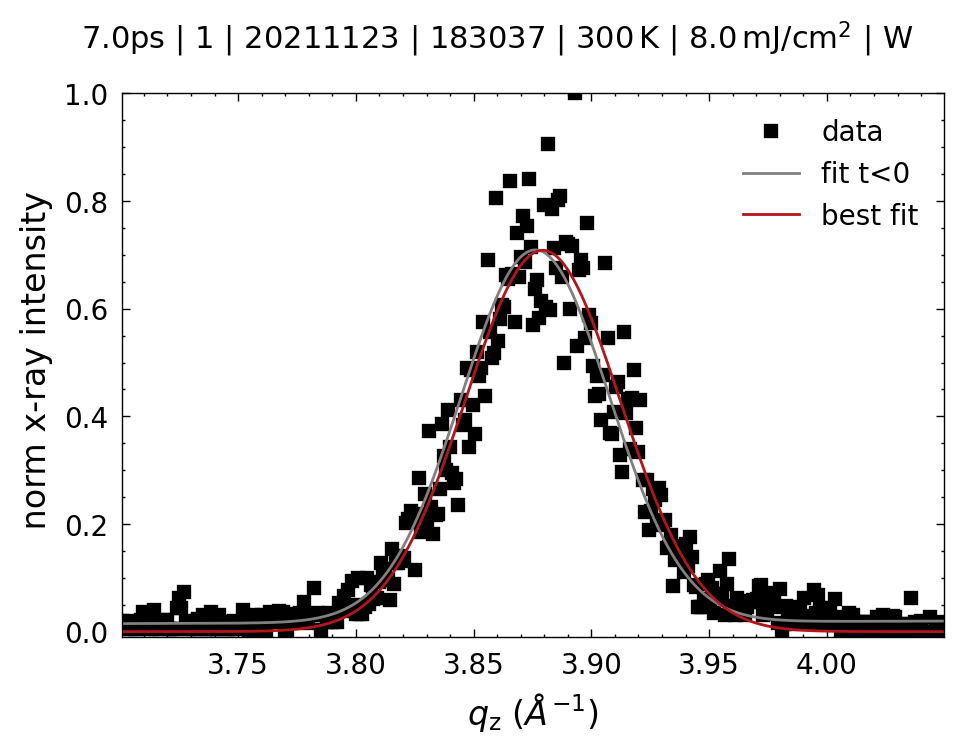 7.0ps | 1 | 20211123 | 183037 | 300 K | 8.0 mJ/cm² | W
1.0
0.8
0.6
0.4
0.2
0.0
norm x-ray intensity
data
fit t<0
best fit
3.75 3.80 3.85 3.90 3.95 4.00
q_z (Å⁻¹)